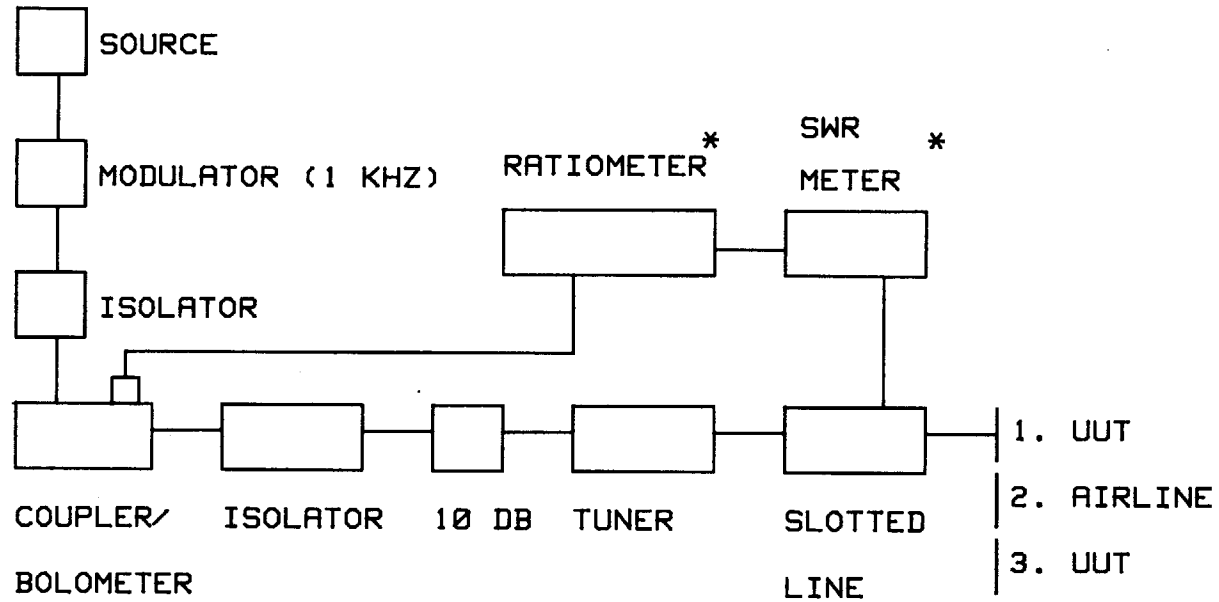 SOURCE
MODULATOR (1 KHZ)
RATIOMETER*
SWR *
METER
ISOLATOR
COUPLER/
BOLOMETER
ISOLATOR
10 DB
TUNER
SLOTTED
LINE
1. UUT
2. AIRLINE
3. UUT